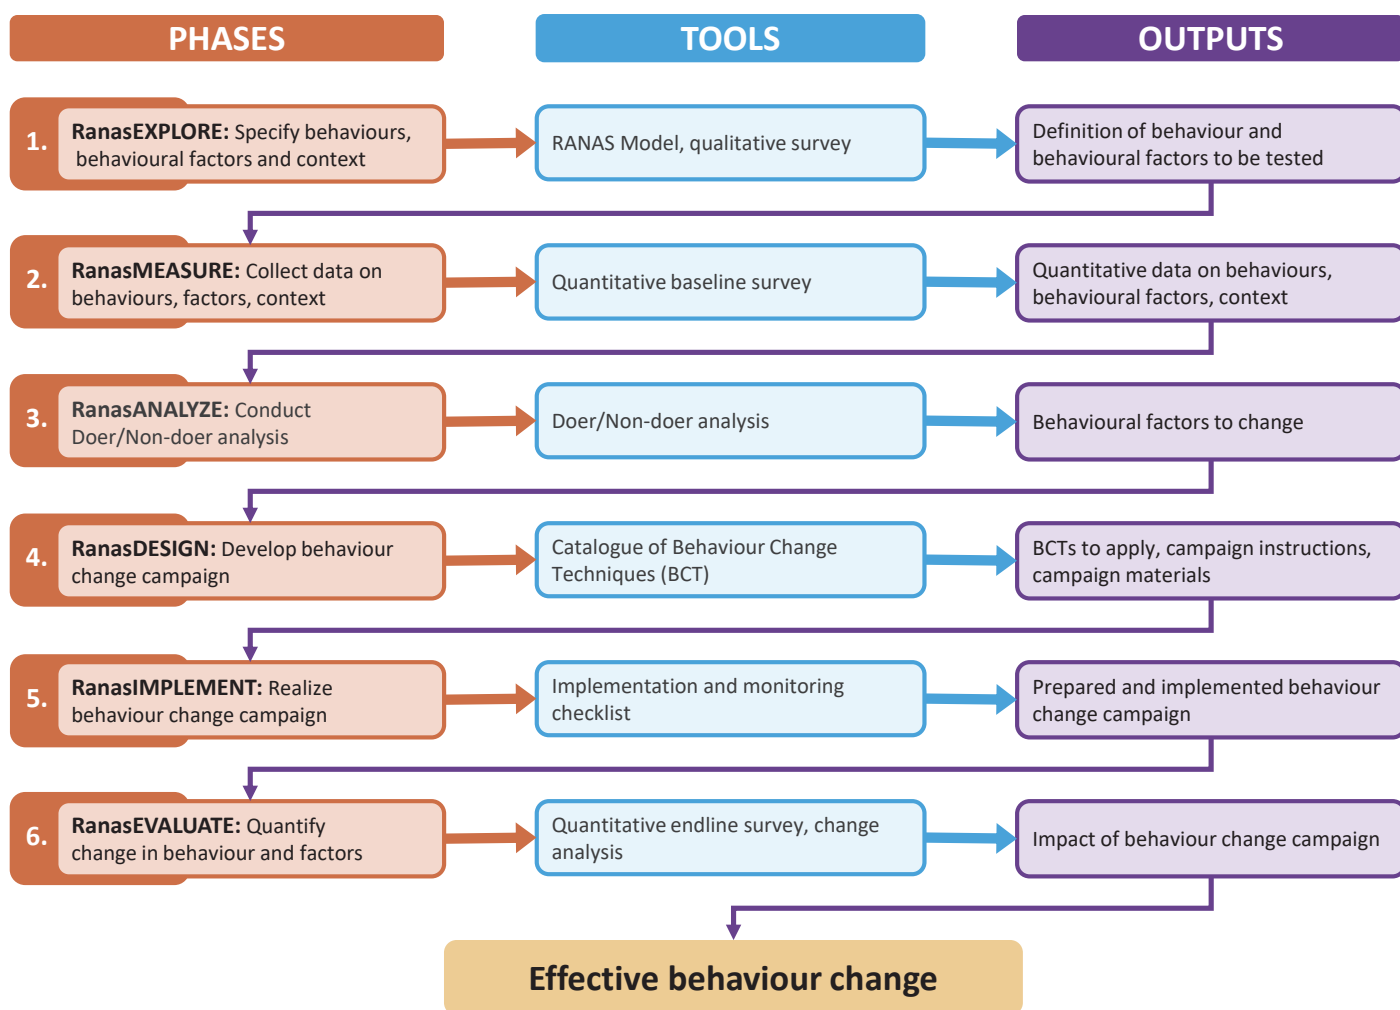 PHASES
TOOLS
OUTPUTS
1.
RanasEXPLORE: Specify behaviours,
behavioural factors and context
RANAS Model, qualitative survey
Definition of behaviour and
behavioural factors to be tested
2.
RanasMEASURE: Collect data on
behaviours, factors, context
Quantitative baseline survey
Quantitative data on behaviours,
behavioural factors, context
3.
RanasANALYZE: Conduct
Doer/Non-doer analysis
Doer/Non-doer analysis
Behavioural factors to change
4.
RanasDESIGN: Develop behaviour
change campaign
Catalogue of Behaviour Change
Techniques (BCT)
BCTs to apply, campaign instructions,
campaign materials
5.
RanasIMPLEMENT: Realize
behaviour change campaign
Implementation and monitoring
checklist
Prepared and implemented behaviour
change campaign
6.
RanasEVALUATE: Quantify
change in behaviour and factors
Quantitative endline survey, change
analysis
Impact of behaviour change campaign
Effective behaviour change